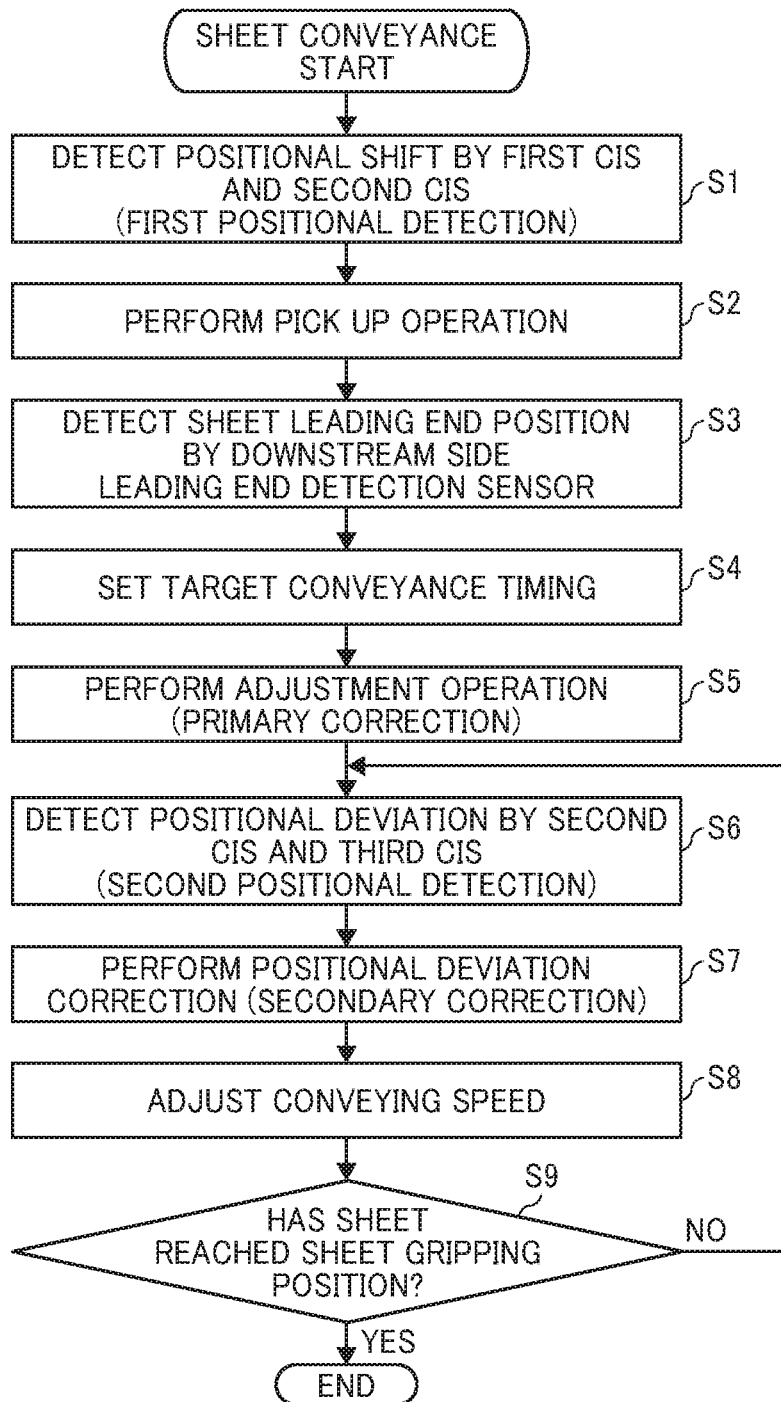 SHEET CONVEYANCE
START
DETECT POSITIONAL SHIFT BY FIRST CIS
AND SECOND CIS
(FIRST POSITIONAL DETECTION)
S1
PERFORM PICK UP OPERATION
S2
DETECT SHEET LEADING END POSITION
BY DOWNSTREAM SIDE
LEADING END DETECTION SENSOR
S3
SET TARGET CONVEYANCE TIMING
S4
PERFORM ADJUSTMENT OPERATION
(PRIMARY CORRECTION)
S5
DETECT POSITIONAL DEVIATION BY SECOND
CIS AND THIRD CIS
(SECOND POSITIONAL DETECTION)
S6
PERFORM POSITIONAL DEVIATION
CORRECTION (SECONDARY CORRECTION)
S7
ADJUST CONVEYING SPEED
S8
S9
HAS SHEET
REACHED SHEET GRIPPING
POSITION?
NO
YES
END